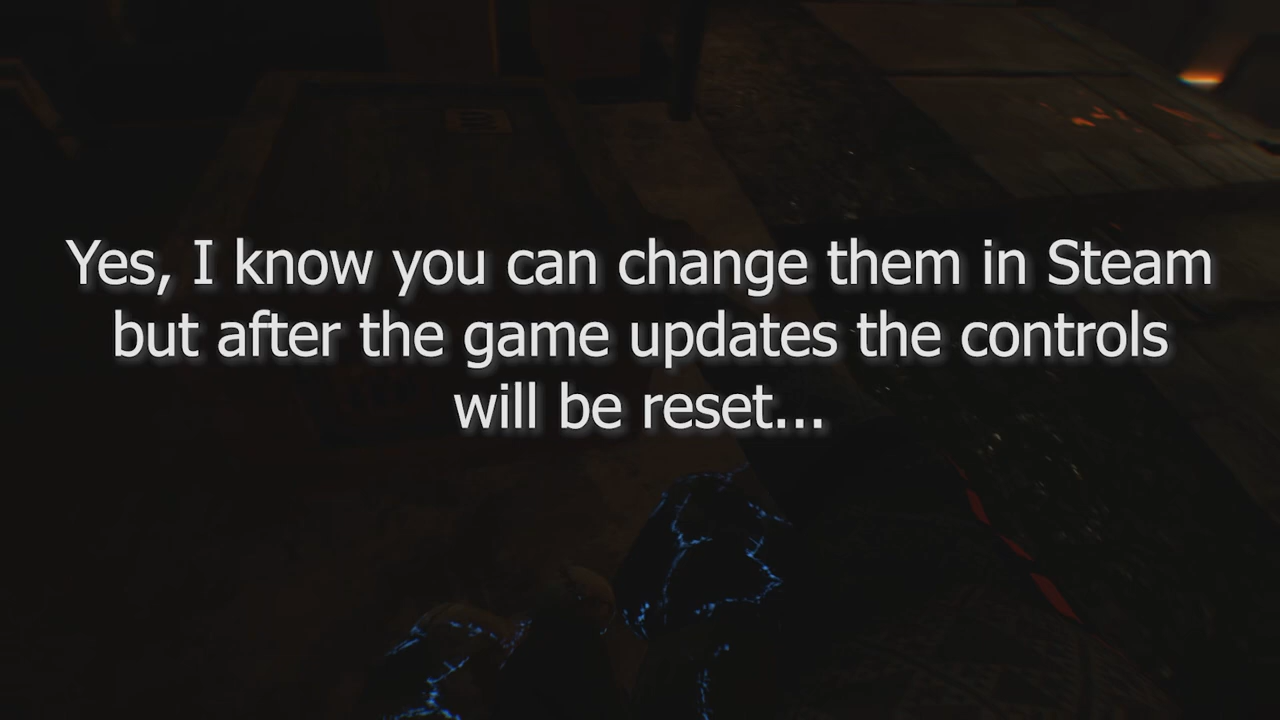 Yes, I know you can change them in Steam
but after the game updates the controls
will be reset...